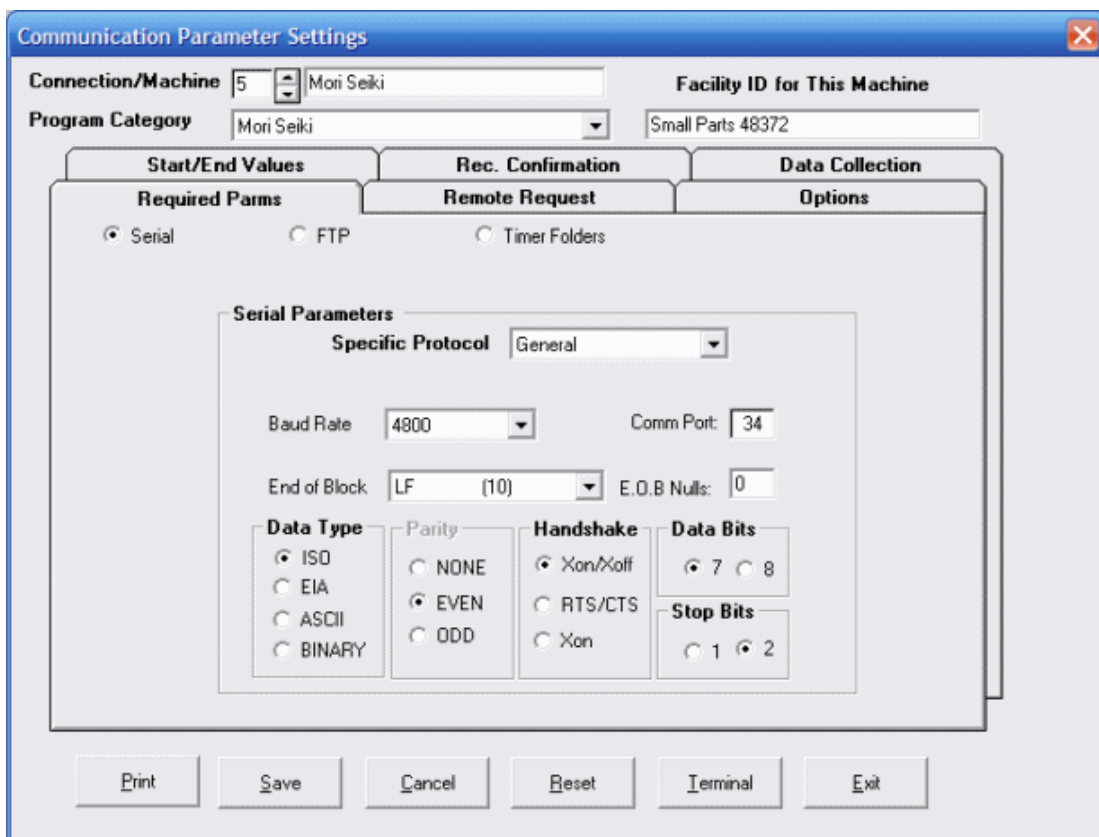 Communication Parameter Settings
Connection/Machine 5 Mori Seiki Facility ID for This Machine
Program Category Mori Seiki Small Parts 48372
Start/End Values Rec. Confirmation Data Collection
Required Parms Remote Request Options
Serial FTP Timer Folders
Serial Parameters
Specific Protocol General
Baud Rate 4800 Comm Port: 34
End of Block LF (10) E.O.B Nulls: 0
Data Type Parity Handshake Data Bits
ISO NONE Xon/Xoff 7 8
EIA EVEN RTS/CTS Stop Bits
ASCII ODD Xon 1 2
BINARY
Print Save Cancel Reset Terminal Exit